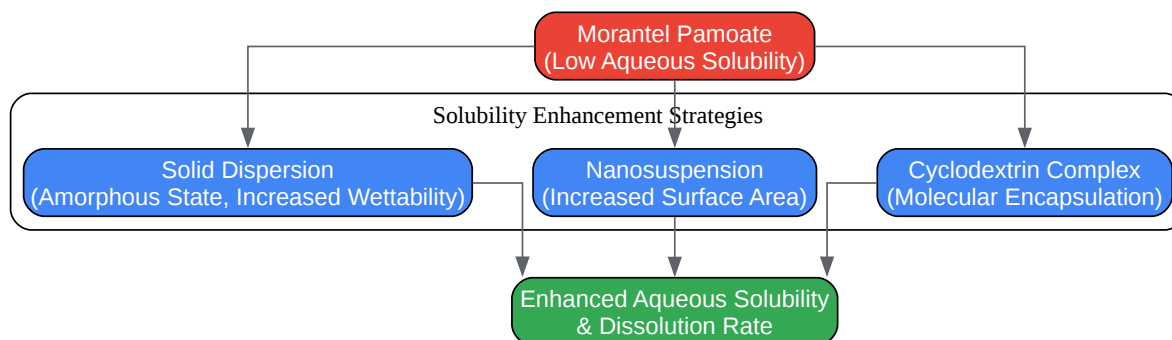 Morantel Pamoate
(Low Aqueous Solubility)
Solubility Enhancement Strategies
Solid Dispersion
(Amorphous State, Increased Wettability)
Nanosuspension
(Increased Surface Area)
Cyclodextrin Complex
(Molecular Encapsulation)
Enhanced Aqueous Solubility
& Dissolution Rate